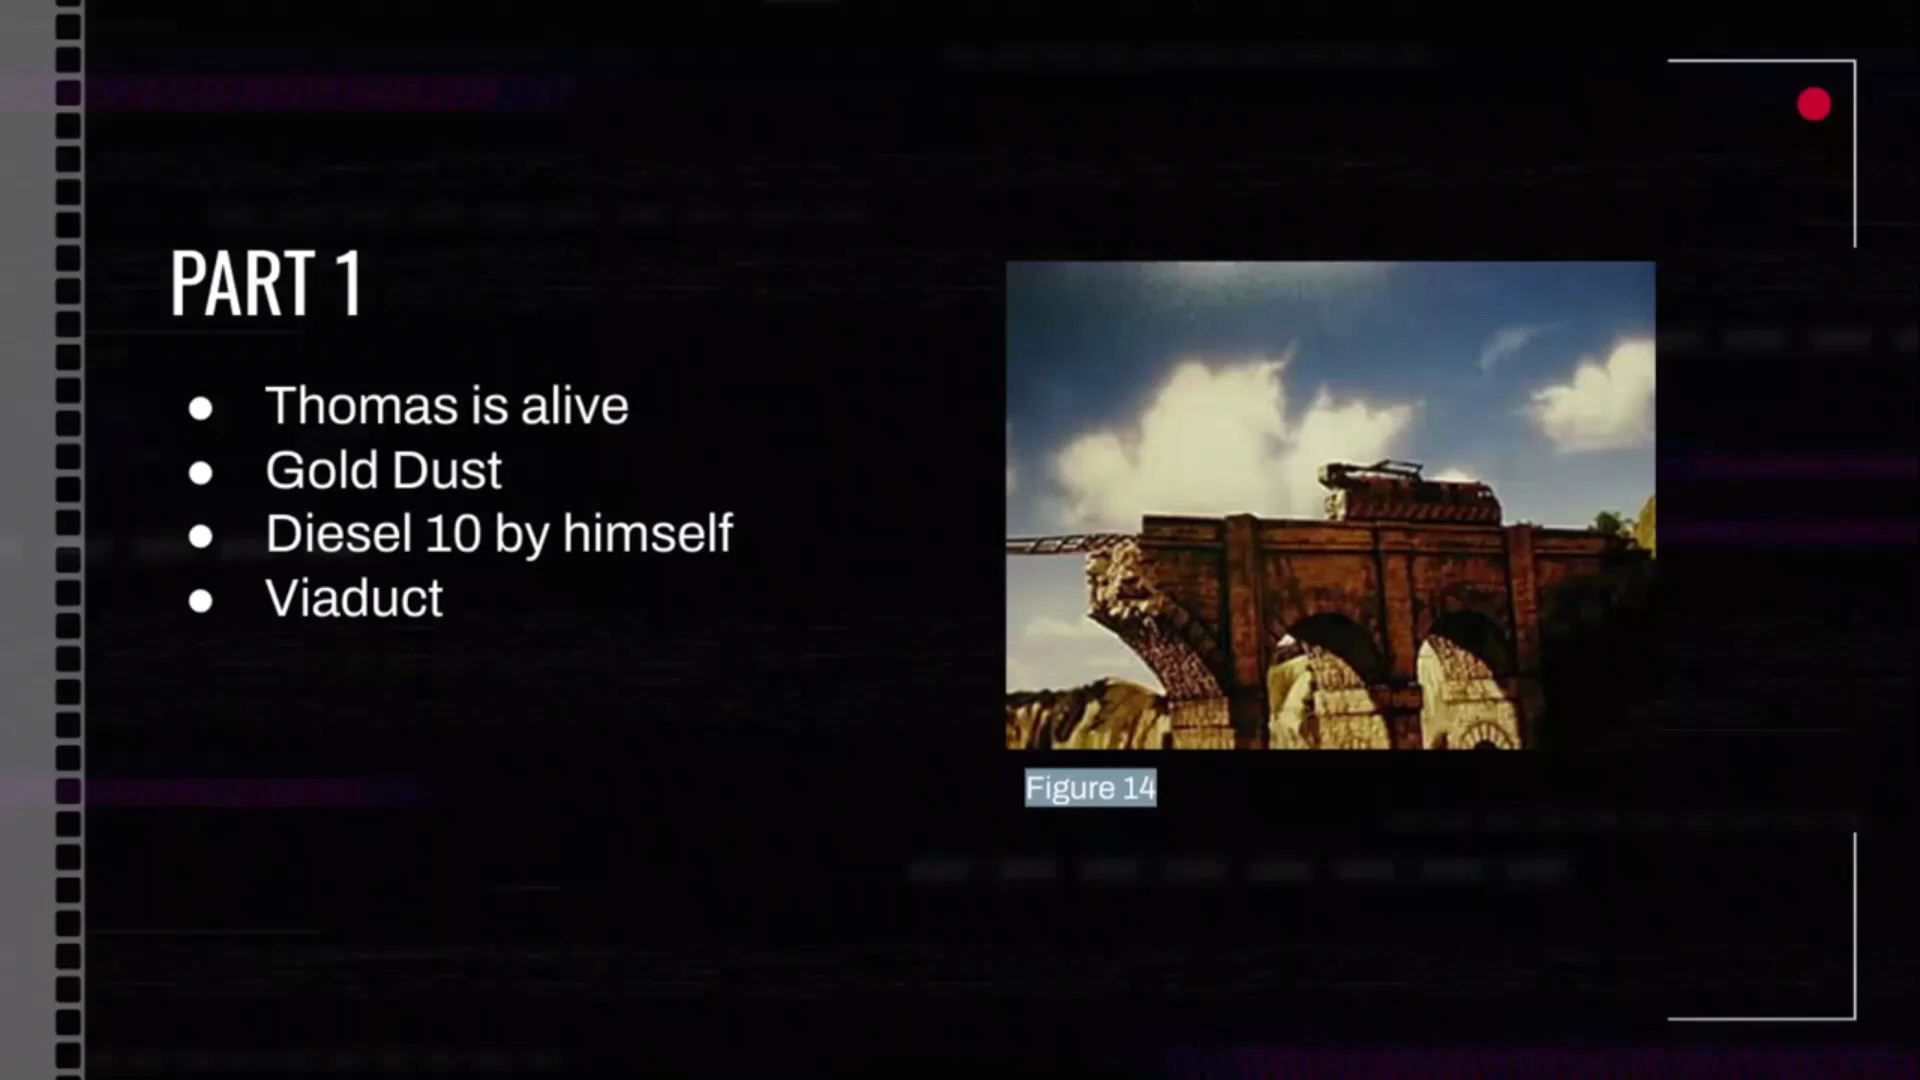 PART 1
Thomas is alive
Gold Dust
Diesel 10 by himself
Viaduct
Figure 14